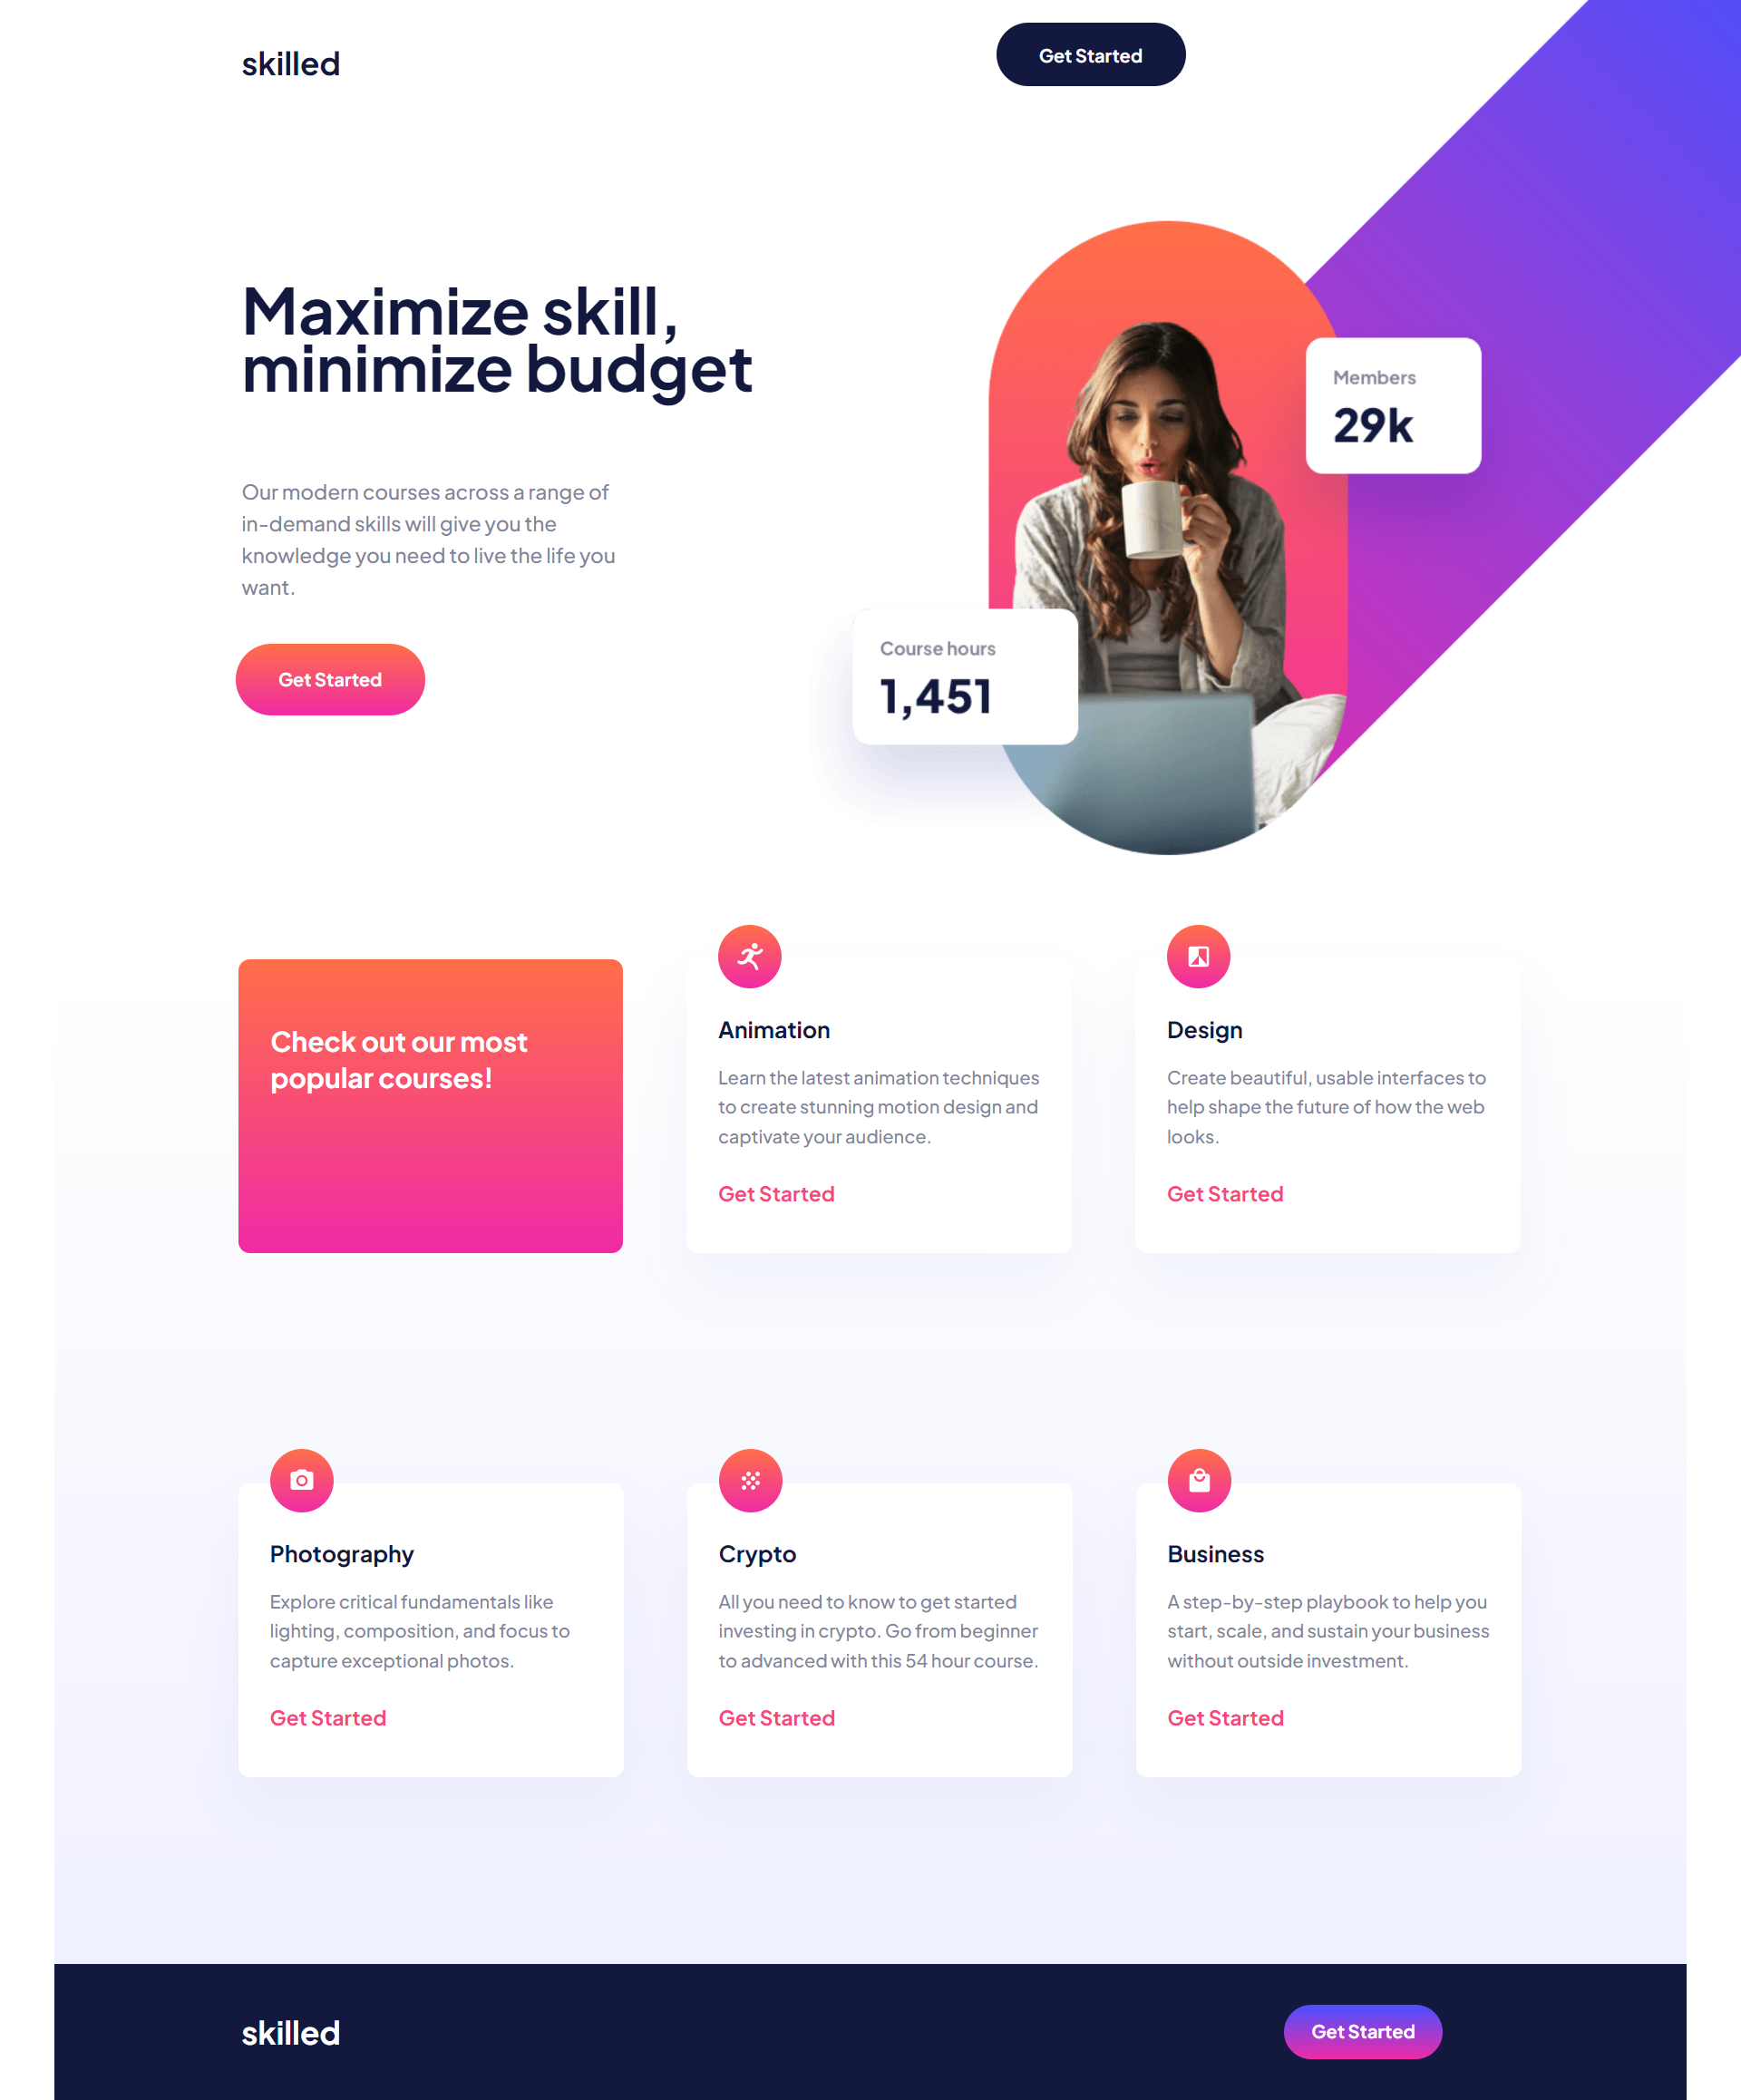 skilled
Get Started
Maximize skill,
minimize budget
Our modern courses across a range of
in-demand skills will give you the
knowledge you need to live the life you
want.
Get Started
Members
29k
Course hours
1,451
Check out our most
popular courses!
Animation
Learn the latest animation techniques
to create stunning motion design and
captivate your audience.
Get Started
Design
Create beautiful, usable interfaces to
help shape the future of how the web
looks.
Get Started
Photography
Explore critical fundamentals like
lighting, composition, and focus to
capture exceptional photos.
Get Started
Crypto
All you need to know to get started
investing in crypto. Go from beginner
to advanced with this 54 hour course.
Get Started
Business
A step-by-step playbook to help you
start, scale, and sustain your business
without outside investment.
Get Started
skilled
Get Started